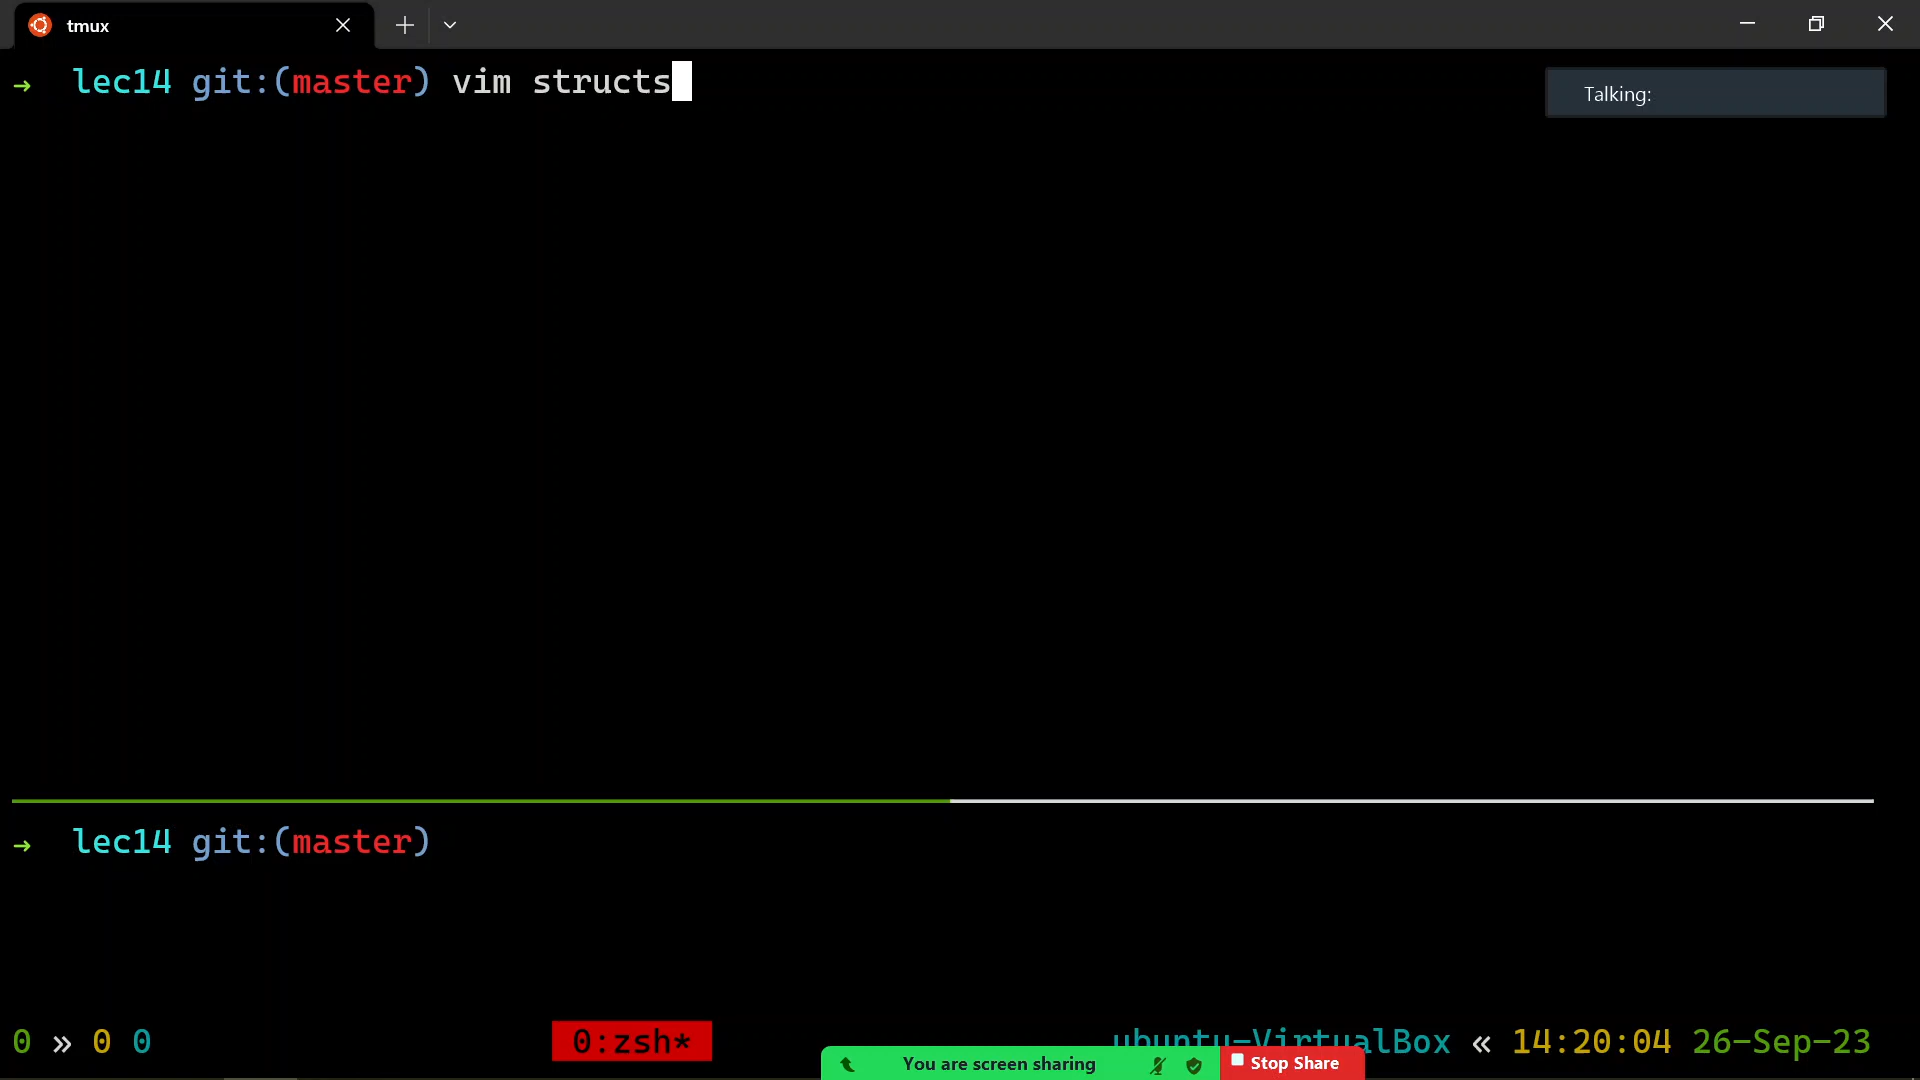 tmux
→ lec14 git:(master) vim structs
Talking:
→ lec14 git:(master)
0 » 0 0 0:zsh* ubuntu-VirtualBox « 14:20:04 26-Sep-23
You are screen sharing Stop Share